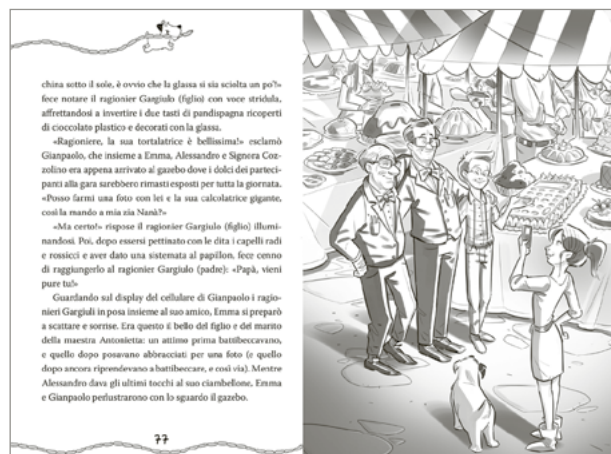 china sotto il sole, è ovvio che la glassa si sia sciolta un po'!»
fece notare il ragionier Gargiulo (figlio) con voce stridula,
affrettandosi a invertire i due tasti di pandispagna ricoperti
di cioccolato plastico e decorati con la glassa.
«Ragioniere, la sua tortalatrice è bellissima!» esclamò
Gianpaolo, che insieme a Emma, Alessandro e Signora Coz-
zolino era appena arrivato al gazebo dove i dolci dei parteci-
panti alla gara sarebbero rimasti esposti per tutta la giornata.
«Posso farmi una foto con lei e la sua calcolatrice gigante,
così la mando a mia zia Nanà?»
«Ma certo!» rispose il ragionier Gargiulo (figlio) illumi-
nandosi. Poi, dopo essersi pettinato con le dita i capelli radi
e rossicci e aver dato una sistemata al papillon, fece cenno
di raggiungerlo al ragionier Gargiulo (padre): «Papà, vieni
pure tu!»
Guardando sul display del cellulare di Gianpaolo i ragio-
nieri Gargiuli in posa insieme al suo amico, Emma si preparò
a scattare e sorrise. Era questo il bello del figlio e del marito
della maestra Antonietta: un attimo prima battibeccavano,
e quello dopo posavano abbracciati per una foto (e quello
dopo ancora riprendevano a battibeccare, e così via). Mentre
Alessandro dava gli ultimi tocchi al suo ciambellone, Emma
e Gianpaolo perlustrarono con lo sguardo il gazebo.
77